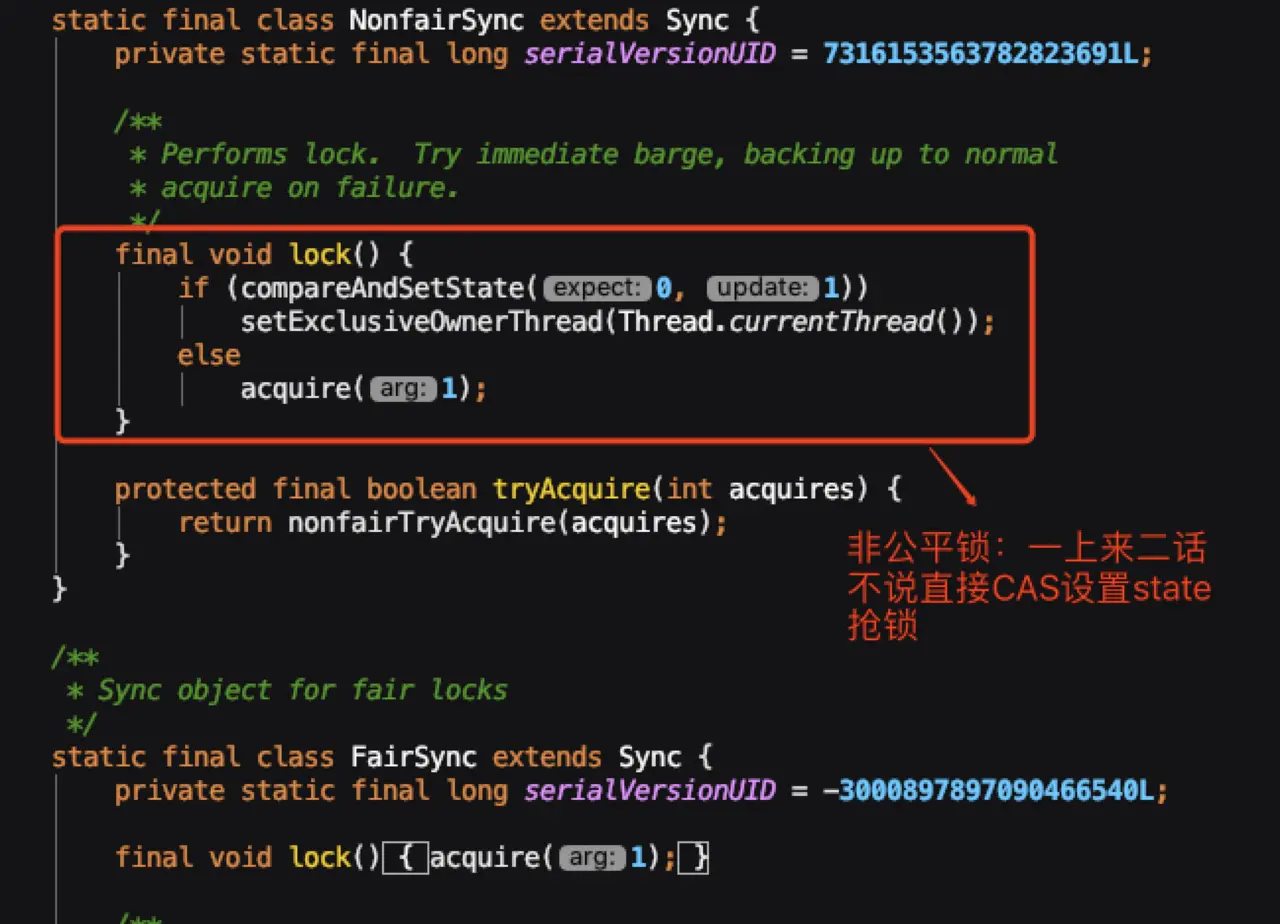 static final class NonfairSync extends Sync {
private static final long serialVersionUID = 7316153563782823691L;
/**
* Performs lock.  Try immediate barge, backing up to normal
* acquire on failure.
*/
final void lock() {
if (compareAndSetState( expect: 0, update: 1))
setExclusiveOwnerThread(Thread.currentThread());
else
acquire( arg: 1);
}
protected final boolean tryAcquire(int acquires) {
return nonfairTryAcquire(acquires);
}
}
非公平锁：一上来二话
不说直接CAS设置state
抢锁
/**
* Sync object for fair locks
*/
static final class FairSync extends Sync {
private static final long serialVersionUID = -3000897897090466540L;
final void lock() { acquire( arg: 1); }
/**